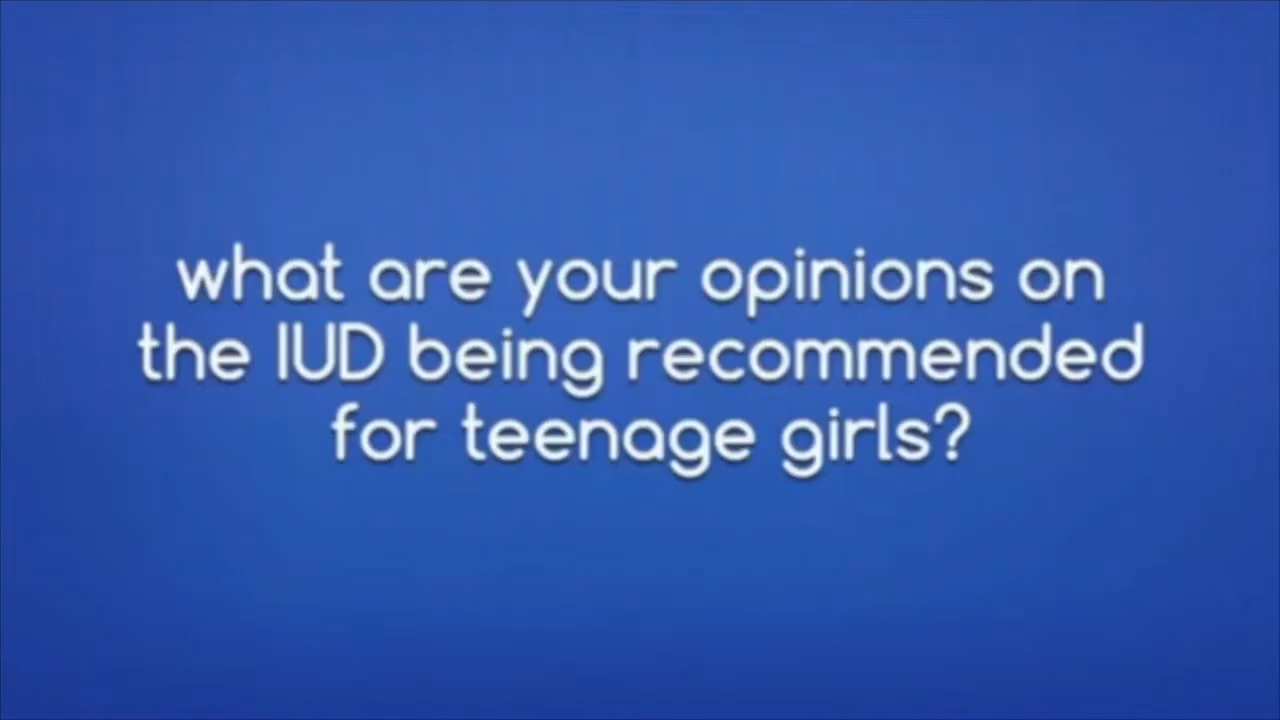 what are your opinions on
the IUD being recommended
for teenage girls?